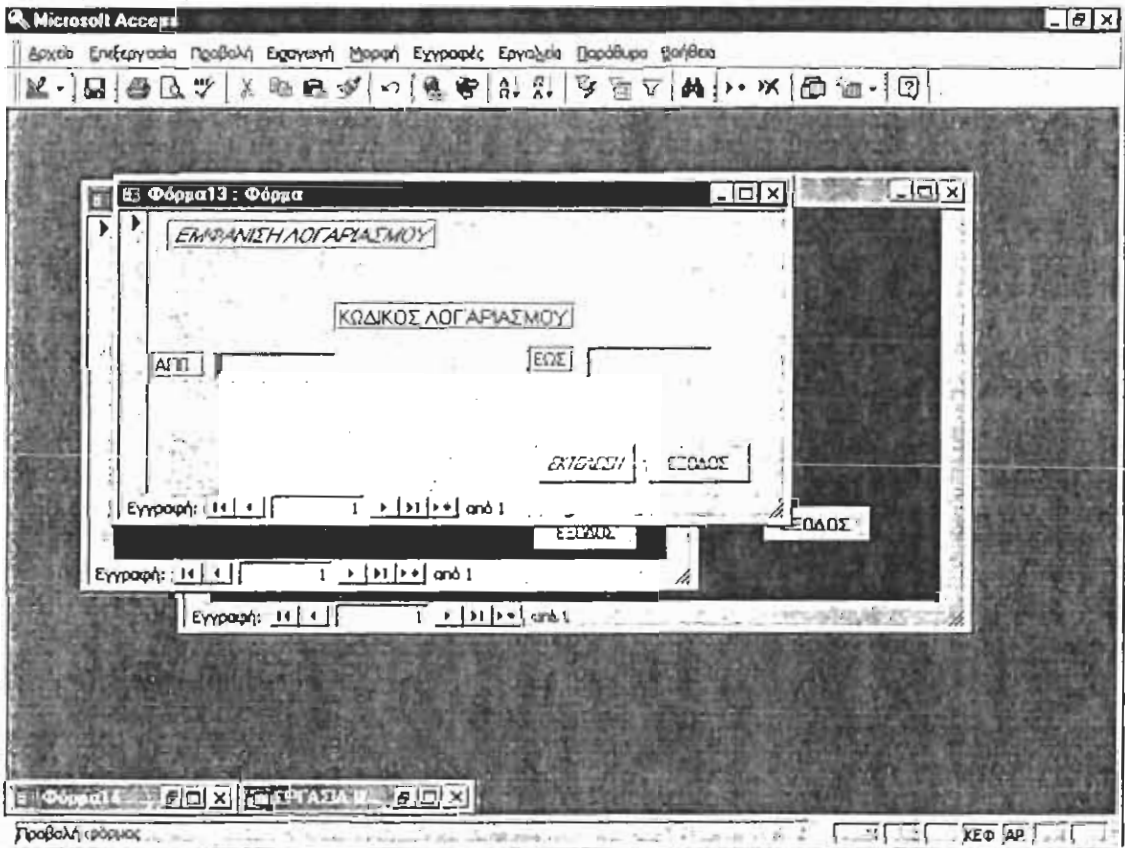 Microsoft Access
Αρχείο Επεξεργασία Προβολή Εισαγωγή Μορφή Εγγραφές Εργαλεία Παράθυρο Βοήθεια
Φόρμα13 : Φόρμα
ΕΜΦΑΝΙΣΗ ΛΟΓΑΡΙΑΣΜΟΥ
ΚΩΔΙΚΟΣ ΛΟΓΑΡΙΑΣΜΟΥ
ΑΠΠ ΕΩΣ
ΕΚΤΕΛΕΣΗ ΕΞΟΔΟΣ
Εγγραφή: 1 από 1
ΕΞΟΔΟΣ ΕΞΟΔΟΣ
Εγγραφή: 1 από 1
Εγγραφή: 1 από 1
Φόρμα14 ΕΡΓΑΣΙΑ
Προβολή φόρμας ΚΕΦ ΑΡ